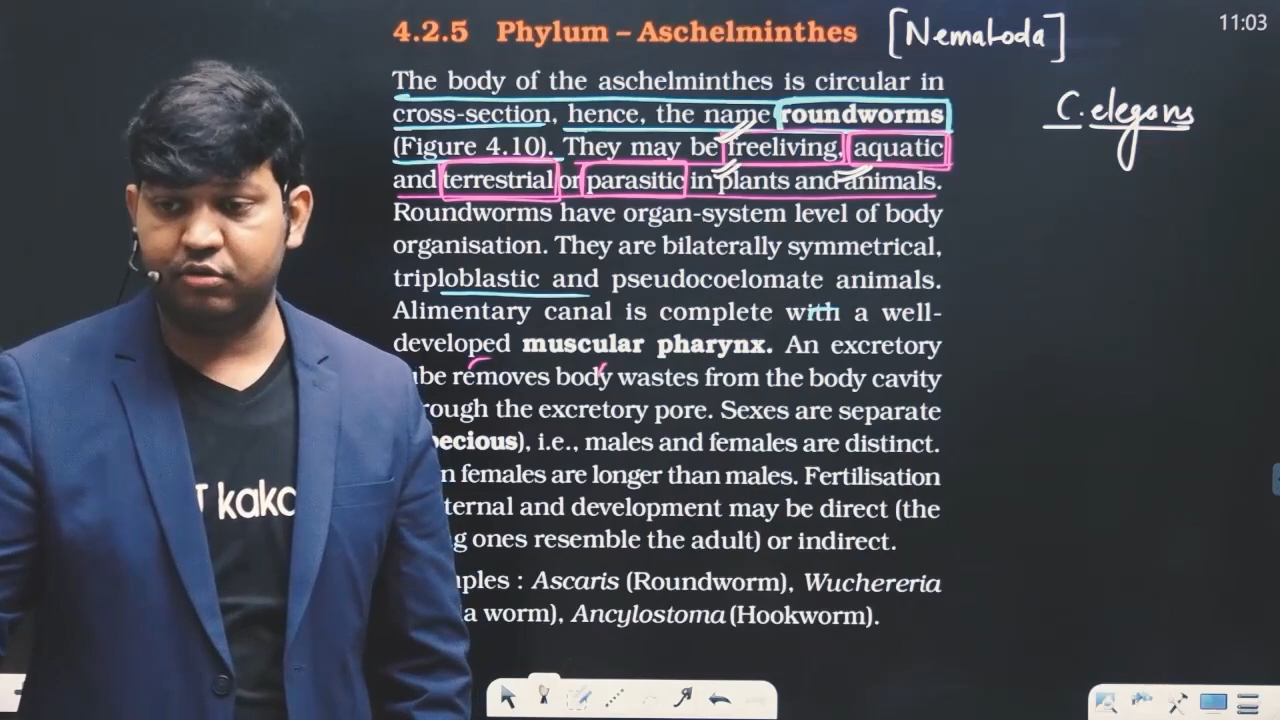 4.2.5 Phylum – Aschelminthes [Nematoda]
11:03
C. elegans
The body of the aschelminthes is circular in
cross-section, hence, the name roundworms
(Figure 4.10). They may be freeliving, aquatic
and terrestrial or parasitic in plants and animals.
Roundworms have organ-system level of body
organisation. They are bilaterally symmetrical,
triploblastic and pseudocoelomate animals.
Alimentary canal is complete with a well-
developed muscular pharynx. An excretory
ube removes body wastes from the body cavity
rough the excretory pore. Sexes are separate
ecious), i.e., males and females are distinct.
n females are longer than males. Fertilisation
ternal and development may be direct (the
g ones resemble the adult) or indirect.
ples : Ascaris (Roundworm), Wuchereria
a worm), Ancylostoma (Hookworm).
kako